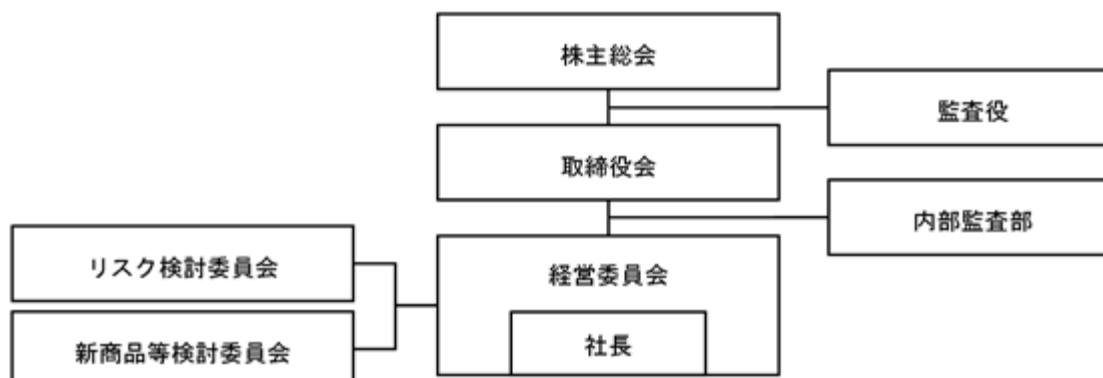 株主総会
監査役
取締役会
内部監査部
リスク検討委員会
経営委員会
新商品等検討委員会
社長